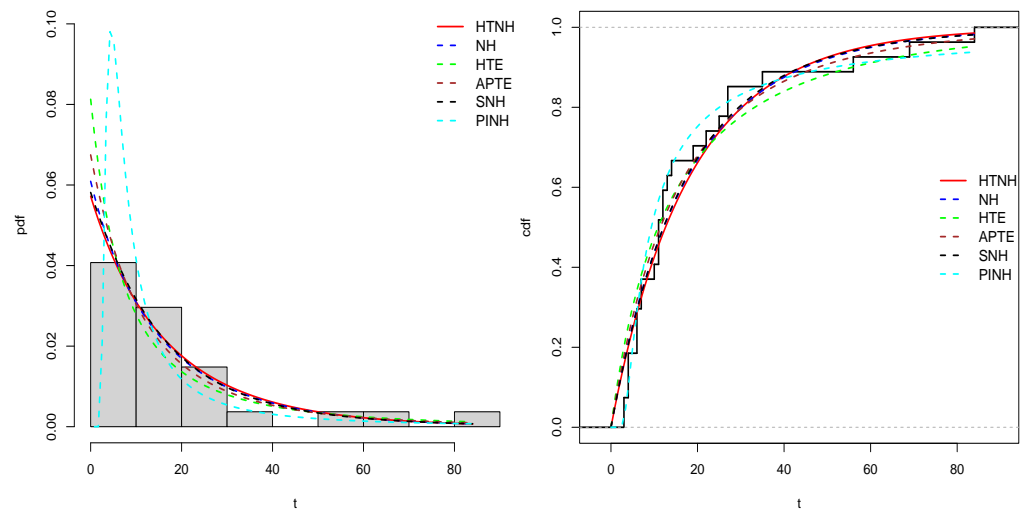 HTNH
NH
HTE
APTE
SNH
PINH
0.10
0.08
0.06
0.04
0.02
0.00
pdf
0 20 40 60 80
t
1.0
0.8
0.6
0.4
0.2
0.0
cdf
HTNH
NH
HTE
APTE
SNH
PINH
0 20 40 60 80
t